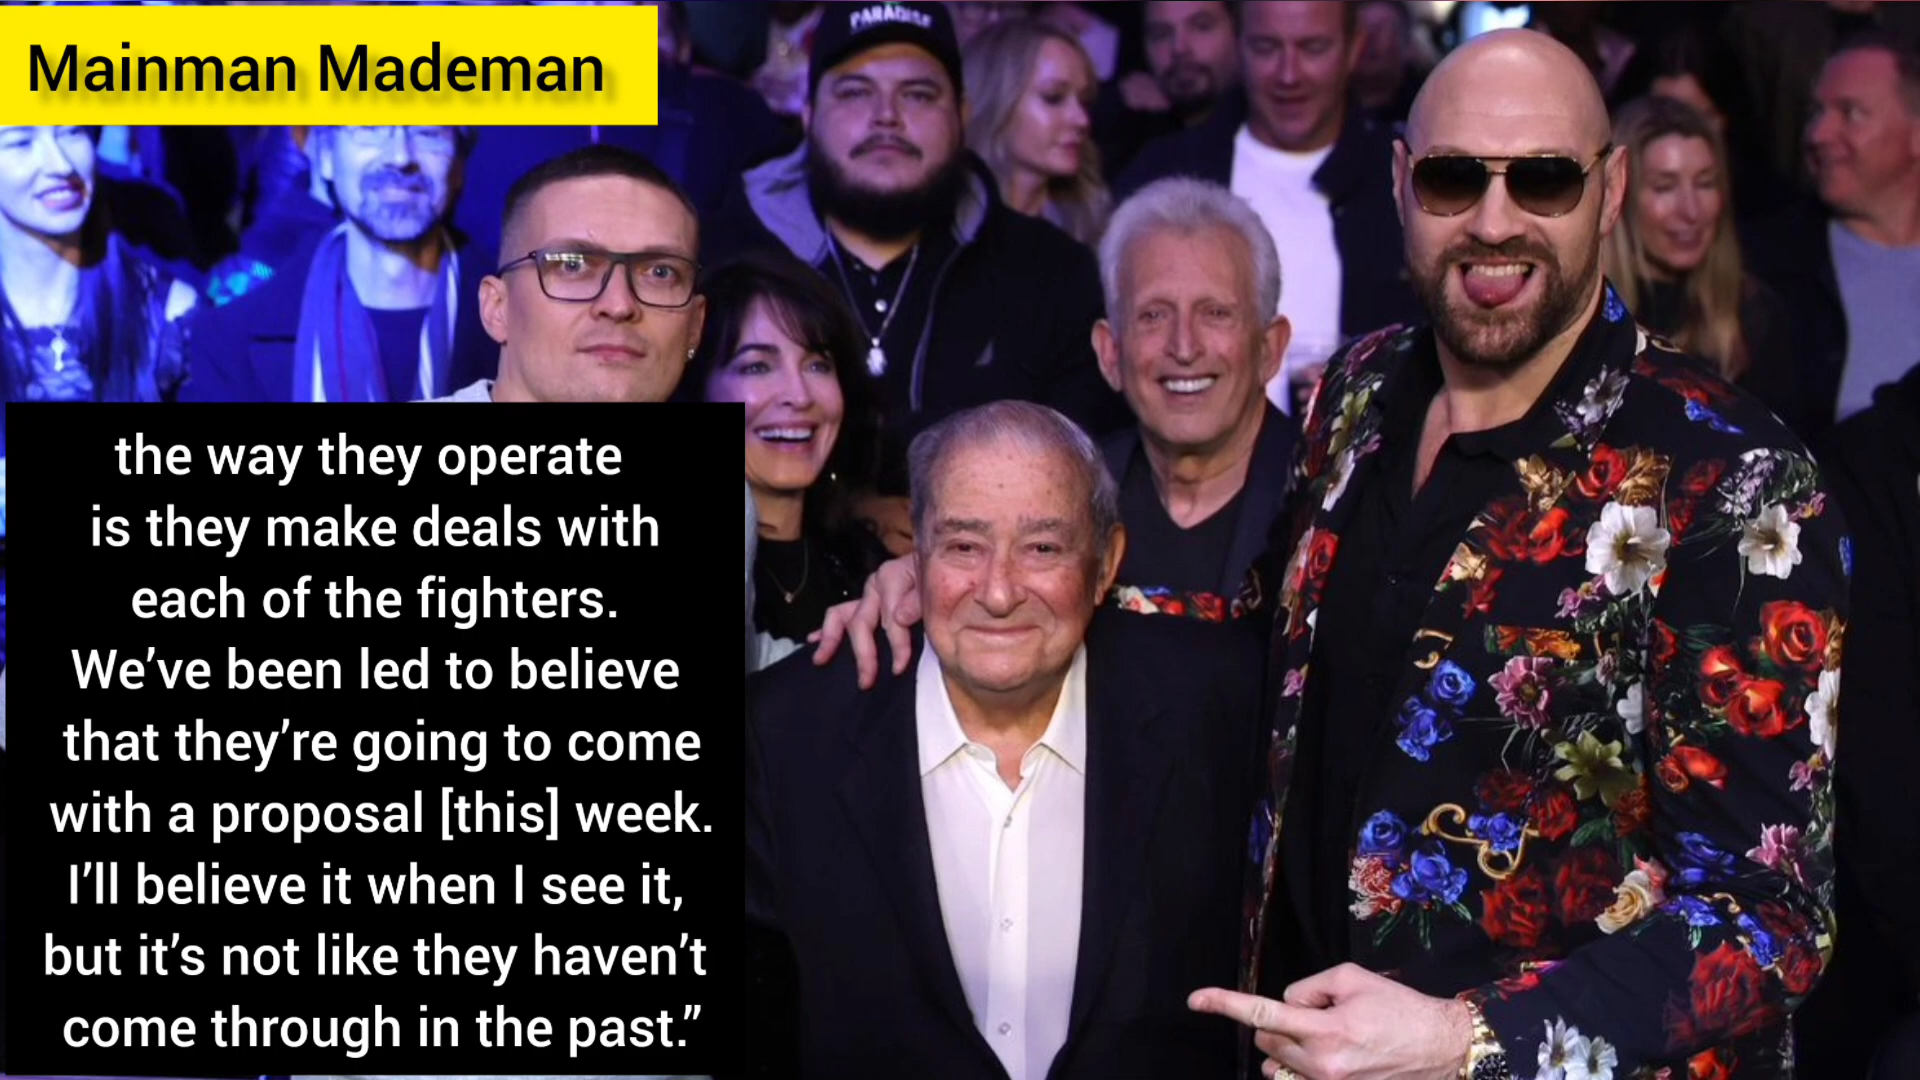 Mainman Mademan
PARADISE
the way they operate
is they make deals with
each of the fighters.
We’ve been led to believe
that they’re going to come
with a proposal [this] week.
I’ll believe it when I see it,
but it’s not like they haven’t
come through in the past.”